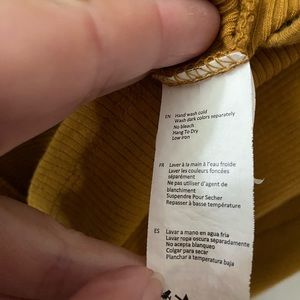 EN Hand wash cold
Wash dark colors separately
No bleach
Hang To Dry
Low iron
FR Laver à la main à l'eau froide
Laver les couleurs foncées
séparément
Ne pas utiliser d'agent de
blanchiment
Suspendre Pour Secher
Repasser à basse température
ES Lavar a mano en agua fria
Lavar ropa oscura separadamente
No acepta blanqueo
Colgar para secar
Planchar a temperatura baja